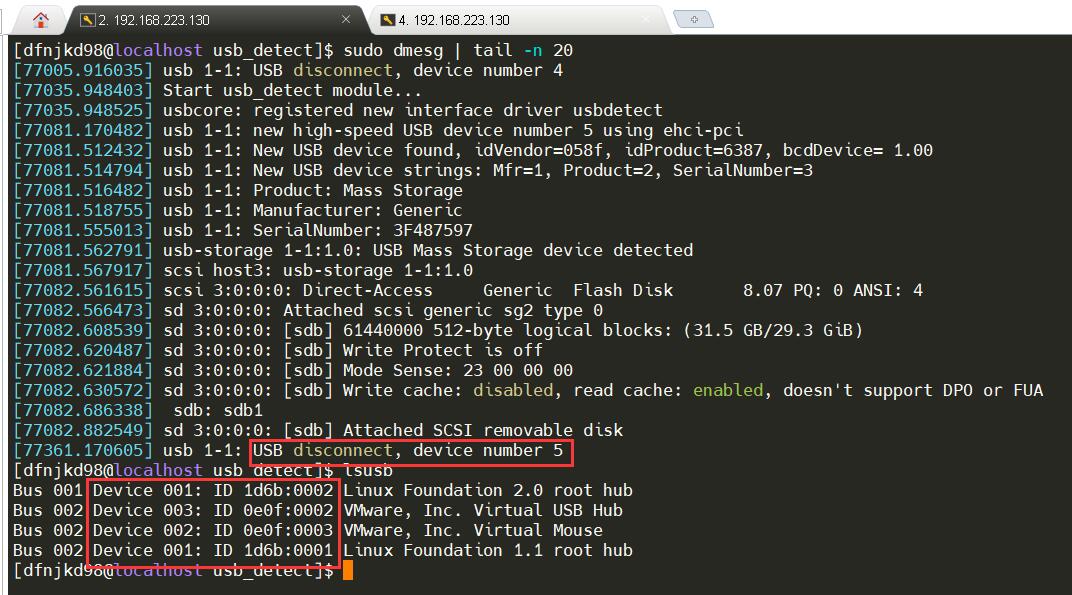 2. 192.168.223.130
4. 192.168.223.130
[dfnjkd98@localhost usb_detect]$ sudo dmesg | tail -n 20
[77005.916035] usb 1-1: USB disconnect, device number 4
[77035.948403] Start usb_detect module...
[77035.948525] usbcore: registered new interface driver usbdetect
[77081.170482] usb 1-1: new high-speed USB device number 5 using ehci-pci
[77081.512432] usb 1-1: New USB device found, idVendor=058f, idProduct=6387, bcdDevice= 1.00
[77081.514794] usb 1-1: New USB device strings: Mfr=1, Product=2, SerialNumber=3
[77081.516482] usb 1-1: Product: Mass Storage
[77081.518755] usb 1-1: Manufacturer: Generic
[77081.555013] usb 1-1: SerialNumber: 3F487597
[77081.562791] usb-storage 1-1:1.0: USB Mass Storage device detected
[77081.567917] scsi host3: usb-storage 1-1:1.0
[77082.561615] scsi 3:0:0:0: Direct-Access     Generic  Flash Disk       8.07 PQ: 0 ANSI: 4
[77082.566473] sd 3:0:0:0: Attached scsi generic sg2 type 0
[77082.608539] sd 3:0:0:0: [sdb] 61440000 512-byte logical blocks: (31.5 GB/29.3 GiB)
[77082.620487] sd 3:0:0:0: [sdb] Write Protect is off
[77082.621884] sd 3:0:0:0: [sdb] Mode Sense: 23 00 00 00
[77082.630572] sd 3:0:0:0: [sdb] Write cache: disabled, read cache: enabled, doesn't support DPO or FUA
[77082.686338]  sdb: sdb1
[77082.882549] sd 3:0:0:0: [sdb] Attached SCSI removable disk
[77361.170605] usb 1-1: USB disconnect, device number 5
[dfnjkd98@localhost usb_detect]$ lsusb
Bus 001 Device 001: ID 1d6b:0002 Linux Foundation 2.0 root hub
Bus 002 Device 003: ID 0e0f:0002 VMware, Inc. Virtual USB Hub
Bus 002 Device 002: ID 0e0f:0003 VMware, Inc. Virtual Mouse
Bus 002 Device 001: ID 1d6b:0001 Linux Foundation 1.1 root hub
[dfnjkd98@localhost usb_detect]$